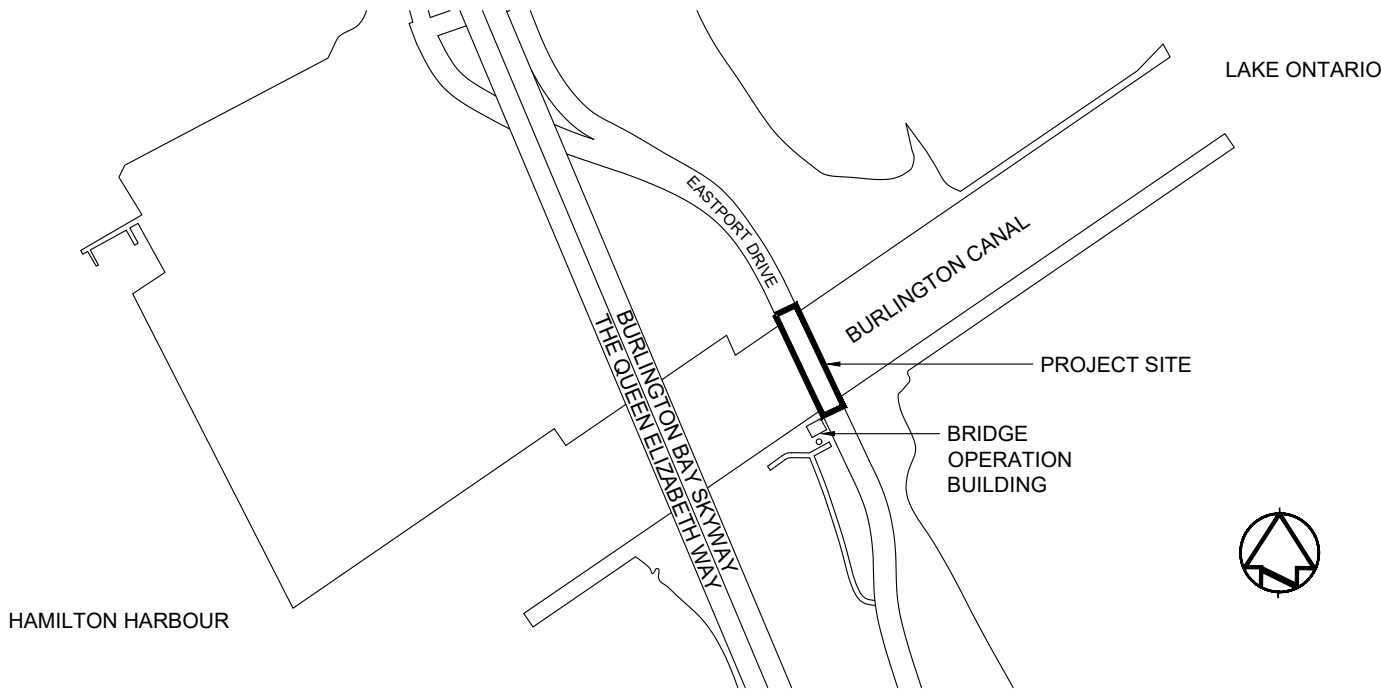 LAKE ONTARIO
EASTPORT DRIVE
BURLINGTON CANAL
BURLINGTON BAY SKYWAY
THE QUEEN ELIZABETH WAY
PROJECT SITE
BRIDGE
OPERATION
BUILDING
HAMILTON HARBOUR